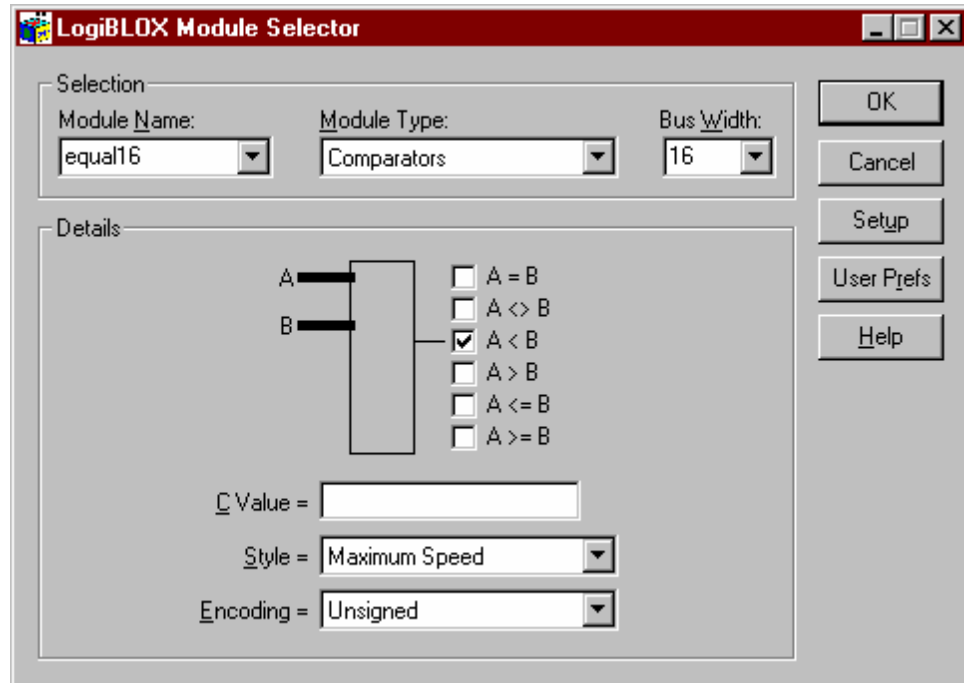 LogiBLOX Module Selector
Selection
Module Name: Module Type: Bus Width:
equal16 Comparators 16
OK
Cancel
Setup
User Prefs
Help
Details
A
B
A = B
A <> B
A < B
A > B
A <= B
A >= B
C Value =
Style = Maximum Speed
Encoding = Unsigned